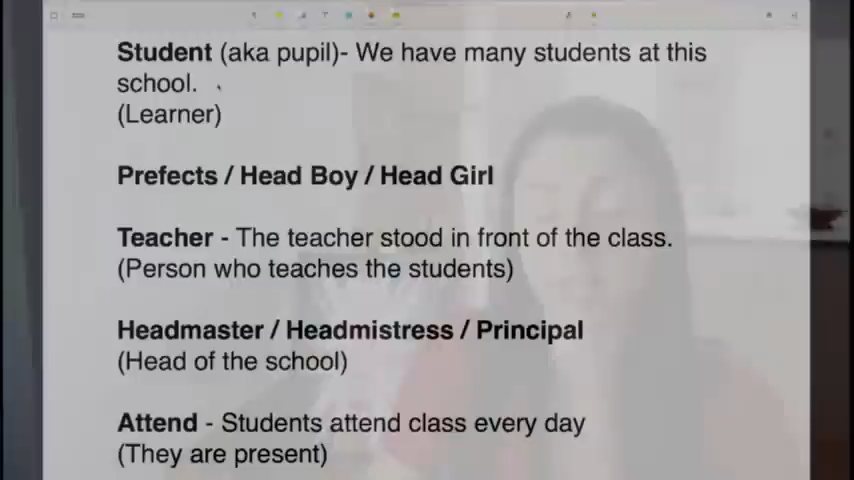 Student (aka pupil)- We have many students at this
school.
(Learner)
Prefects / Head Boy / Head Girl
Teacher - The teacher stood in front of the class.
(Person who teaches the students)
Headmaster / Headmistress / Principal
(Head of the school)
Attend - Students attend class every day
(They are present)